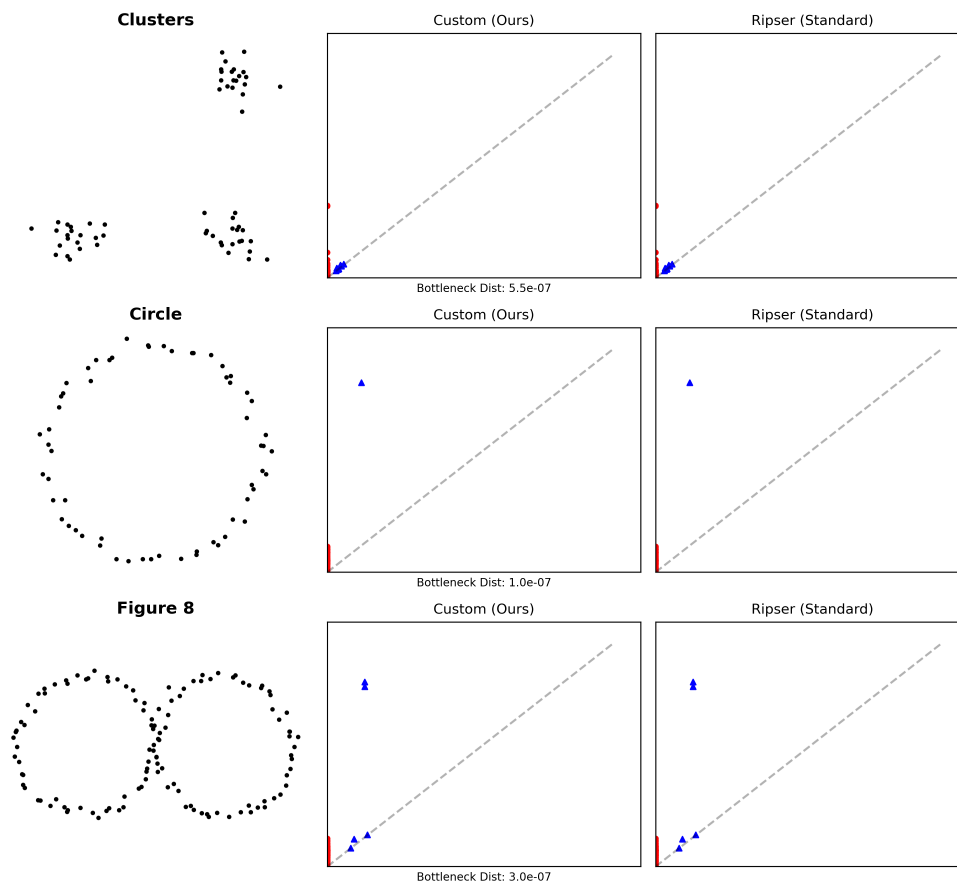 Clusters
Custom (Ours)
Ripser (Standard)
Bottleneck Dist: 5.5e-07
Circle
Custom (Ours)
Ripser (Standard)
Bottleneck Dist: 1.0e-07
Figure 8
Custom (Ours)
Ripser (Standard)
Bottleneck Dist: 3.0e-07